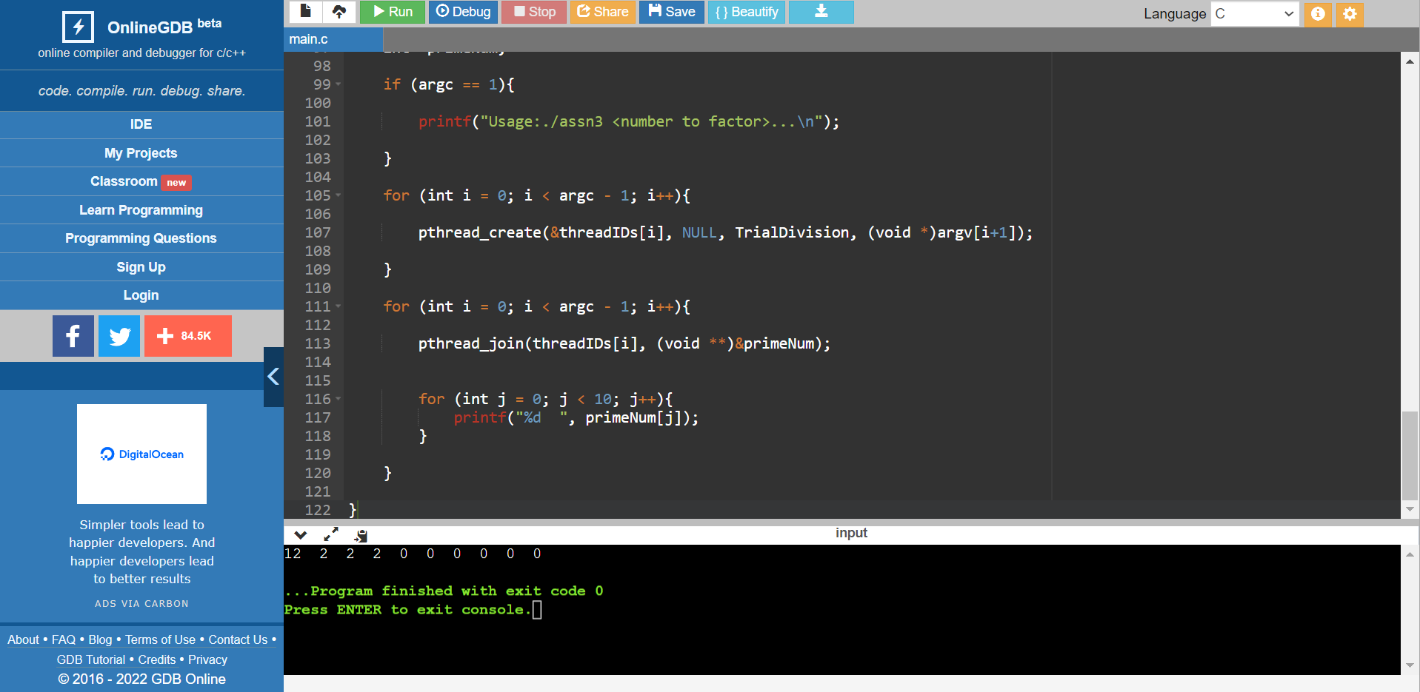 OnlineGDB beta
online compiler and debugger for c/c++
code. compile. run. debug. share.
IDE
My Projects
Classroom new
Learn Programming
Programming Questions
Sign Up
Login
84.5K
DigitalOcean
Simpler tools lead to
happier developers. And
happier developers lead
to better results
ADS VIA CARBON
About • FAQ • Blog • Terms of Use • Contact Us •
GDB Tutorial • Credits • Privacy
© 2016 - 2022 GDB Online
Run Debug Stop Share Save { } Beautify
Language C
main.c
98
99 if (argc == 1){
100
101 printf("Usage:./assn3 <number to factor>...\n");
102
103 }
104
105 for (int i = 0; i < argc - 1; i++){
106
107 pthread_create(&threadIDs[i], NULL, TrialDivision, (void *)argv[i+1]);
108
109 }
110
111 for (int i = 0; i < argc - 1; i++){
112
113 pthread_join(threadIDs[i], (void **)&primeNum);
114
115
116 for (int j = 0; j < 10; j++){
117 printf("%d  ", primeNum[j]);
118 }
119
120 }
121
122 }
input
12 2 2 2 0 0 0 0 0 0
...Program finished with exit code 0
Press ENTER to exit console.